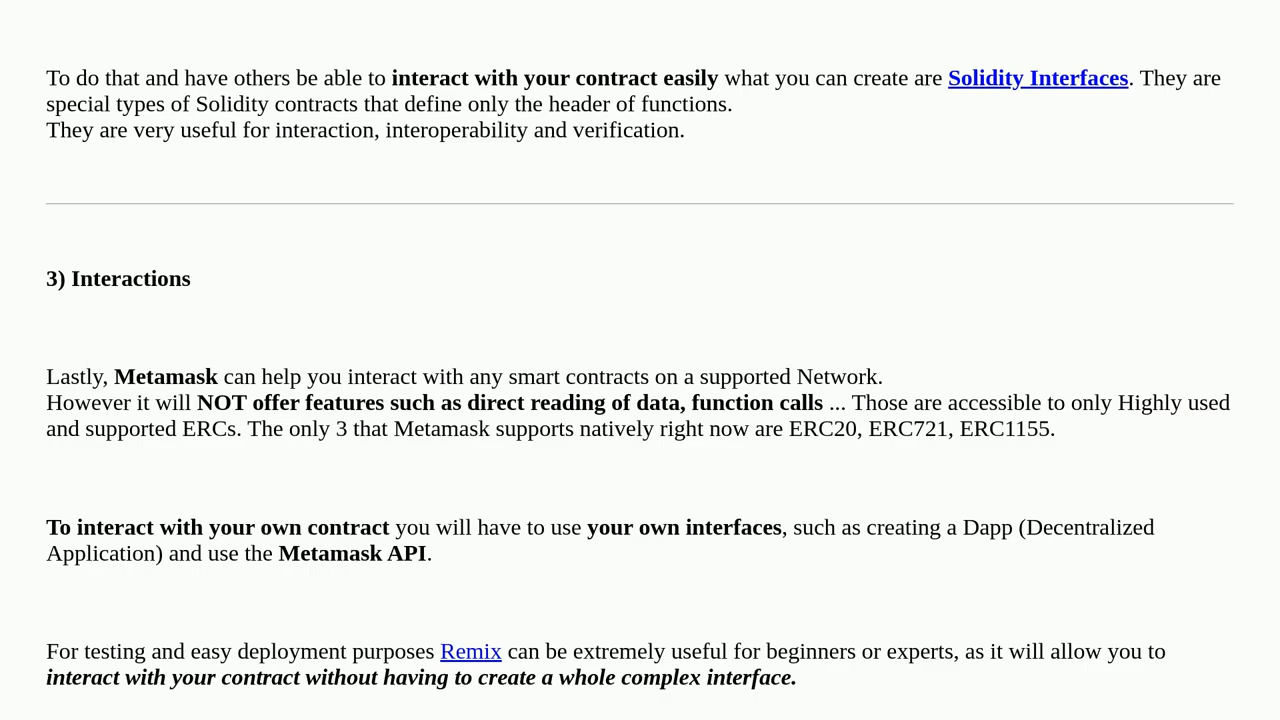 To do that and have others be able to interact with your contract easily what you can create are Solidity Interfaces. They are
special types of Solidity contracts that define only the header of functions.
They are very useful for interaction, interoperability and verification.
3) Interactions
Lastly, Metamask can help you interact with any smart contracts on a supported Network.
However it will NOT offer features such as direct reading of data, function calls ... Those are accessible to only Highly used
and supported ERCs. The only 3 that Metamask supports natively right now are ERC20, ERC721, ERC1155.
To interact with your own contract you will have to use your own interfaces, such as creating a Dapp (Decentralized
Application) and use the Metamask API.
For testing and easy deployment purposes Remix can be extremely useful for beginners or experts, as it will allow you to
interact with your contract without having to create a whole complex interface.